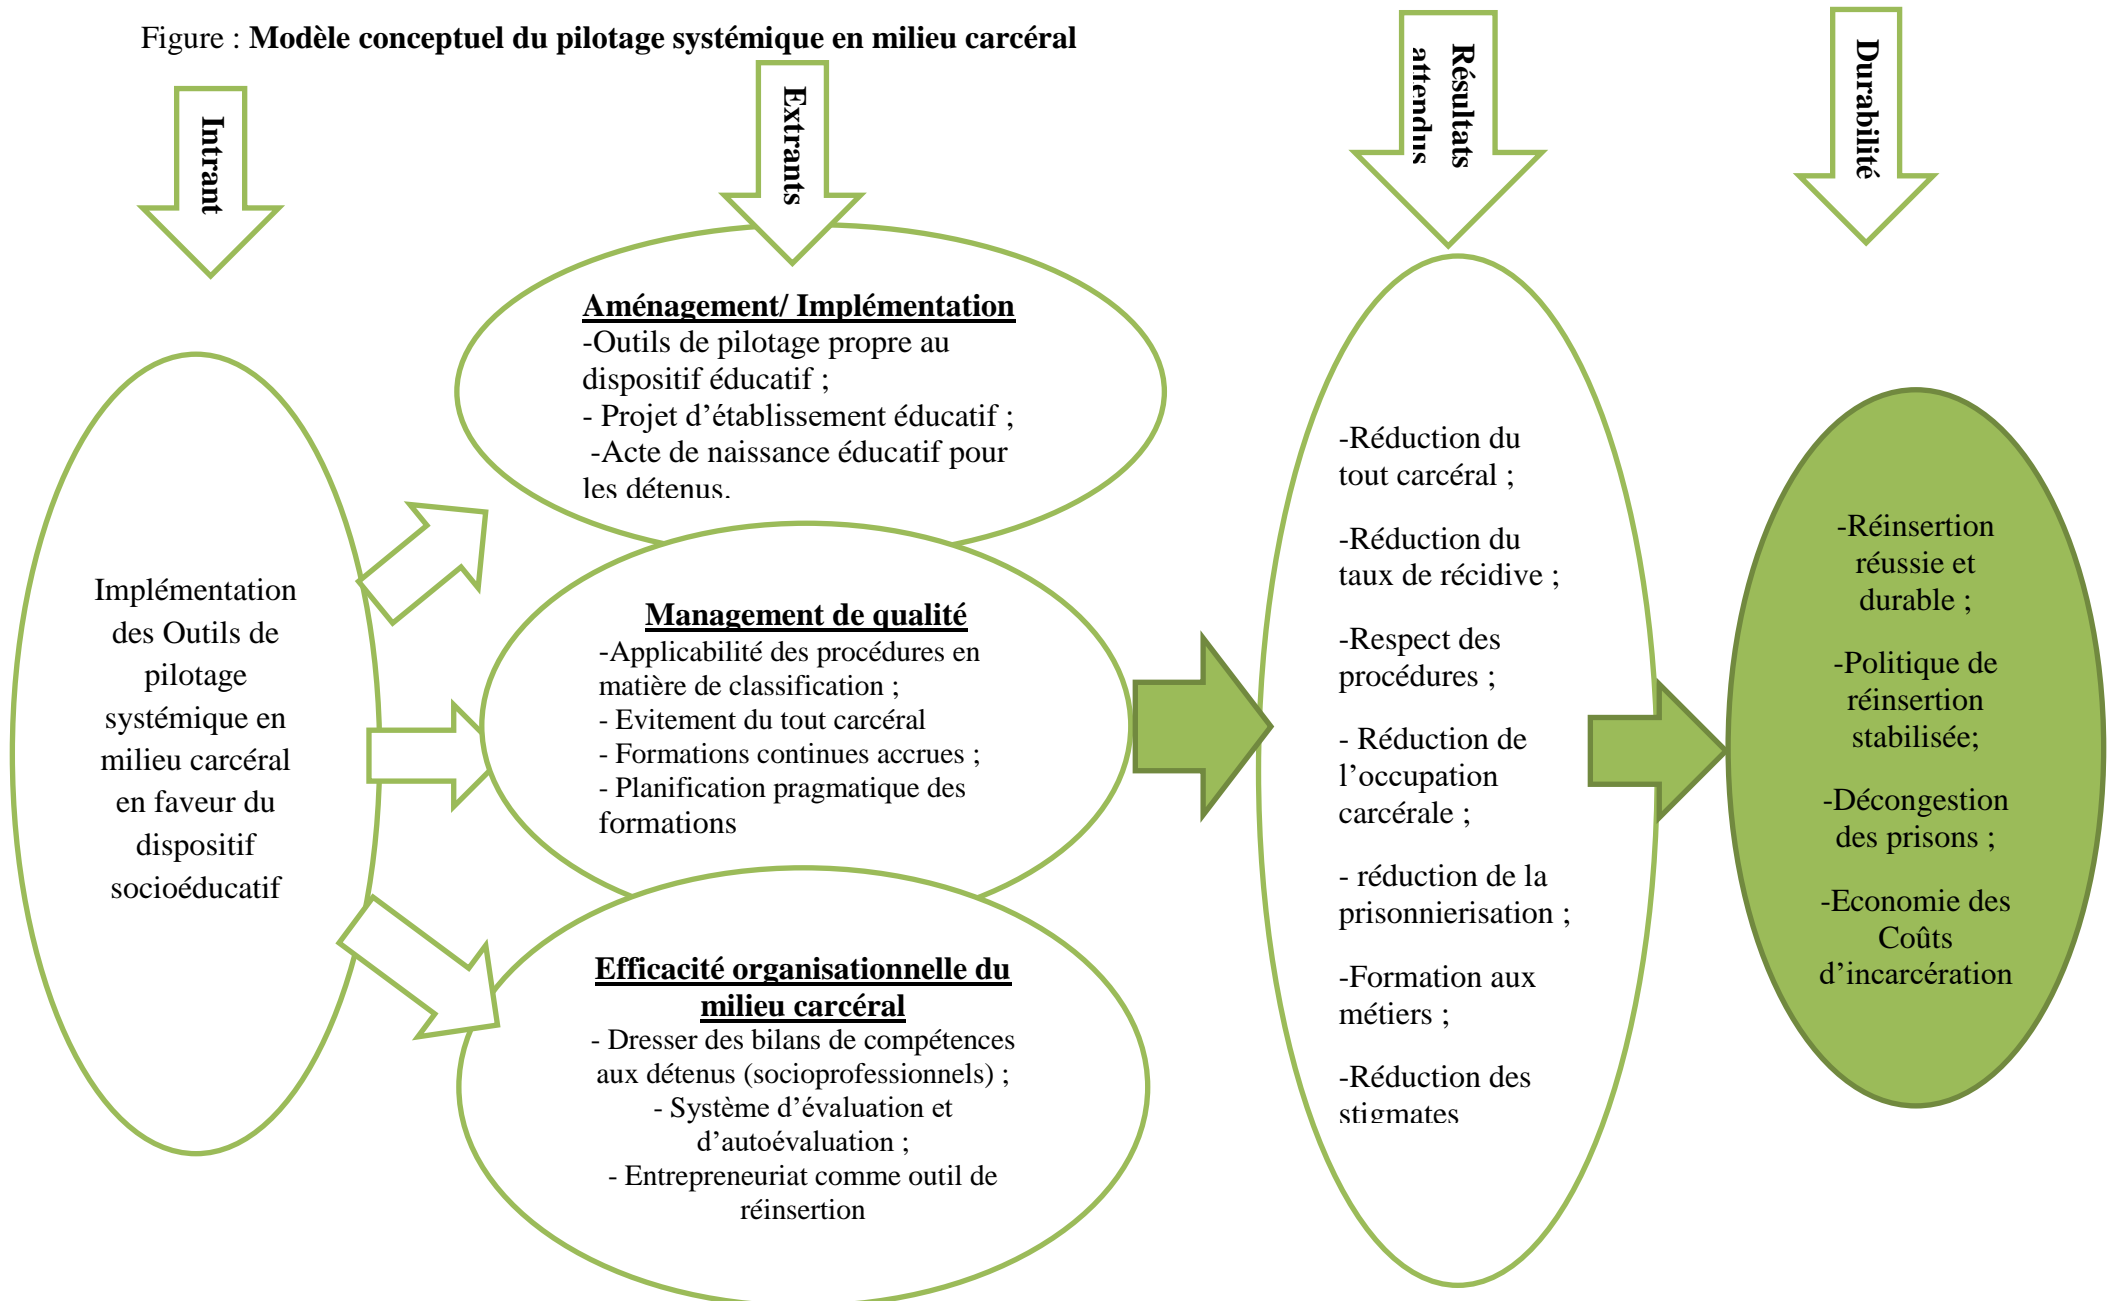 Figure : Modèle conceptuel du pilotage systémique en milieu carcéral
Intrant
Extrants
Résultats
attendus
Durabilité
Implémentation
des Outils de
pilotage
systémique en
milieu carcéral
en faveur du
dispositif
socioéducatif
Aménagement/ Implémentation
-Outils de pilotage propre au
dispositif éducatif ;
- Projet d’établissement éducatif ;
-Acte de naissance éducatif pour
les détenus.
Management de qualité
-Applicabilité des procédures en
matière de classification ;
- Evitement du tout carcéral
- Formations continues accrues ;
- Planification pragmatique des
formations
Efficacité organisationnelle du
milieu carcéral
- Dresser des bilans de compétences
aux détenus (socioprofessionnels) ;
- Système d’évaluation et
d’autoévaluation ;
- Entrepreneuriat comme outil de
réinsertion
-Réduction du
tout carcéral ;
-Réduction du
taux de récidive ;
-Respect des
procédures ;
- Réduction de
l’occupation
carcérale ;
- réduction de la
prisonnierisation ;
-Formation aux
métiers ;
-Réduction des
stigmates
-Réinsertion
réussie et
durable ;
-Politique de
réinsertion
stabilisée;
-Décongestion
des prisons ;
-Economie des
Coûts
d’incarcération